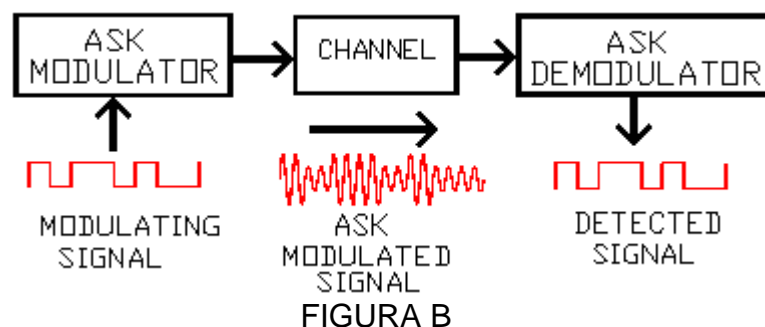 ASK
MODULATOR
CHANNEL
ASK
DEMODULATOR
MODULATING
SIGNAL
ASK
MODULATED
SIGNAL
DETECTED
SIGNAL
FIGURA B